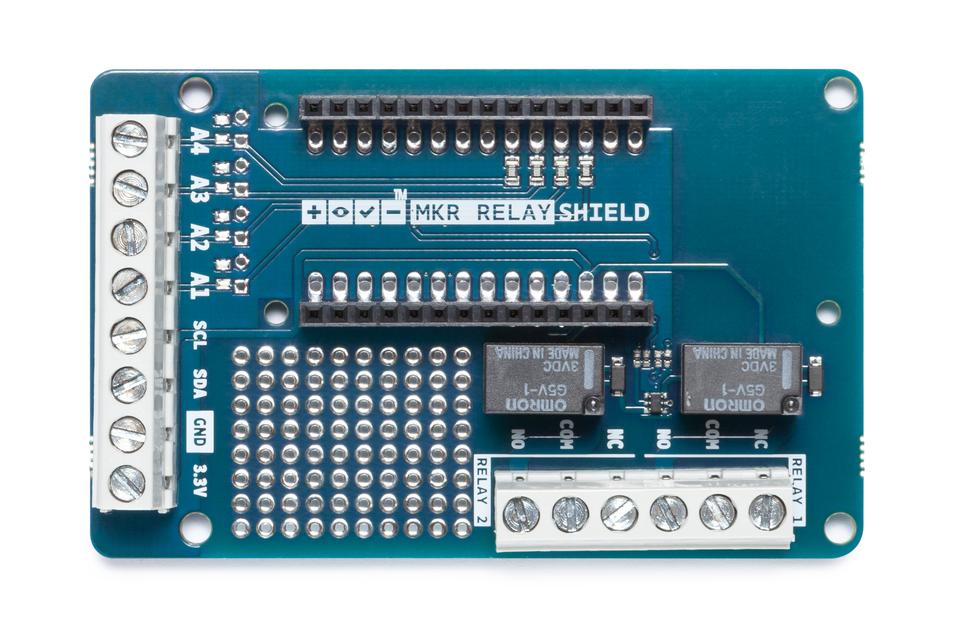 A4
A3
A2
A1
SCL
SDA
GND
3.3V
TM
MKR RELAY SHIELD
OMRON
G5V-1
3VDC
MADE IN CHINA
OMRON
G5V-1
3VDC
MADE IN CHINA
NO COM NC NO COM NC
RELAY 2
RELAY 1